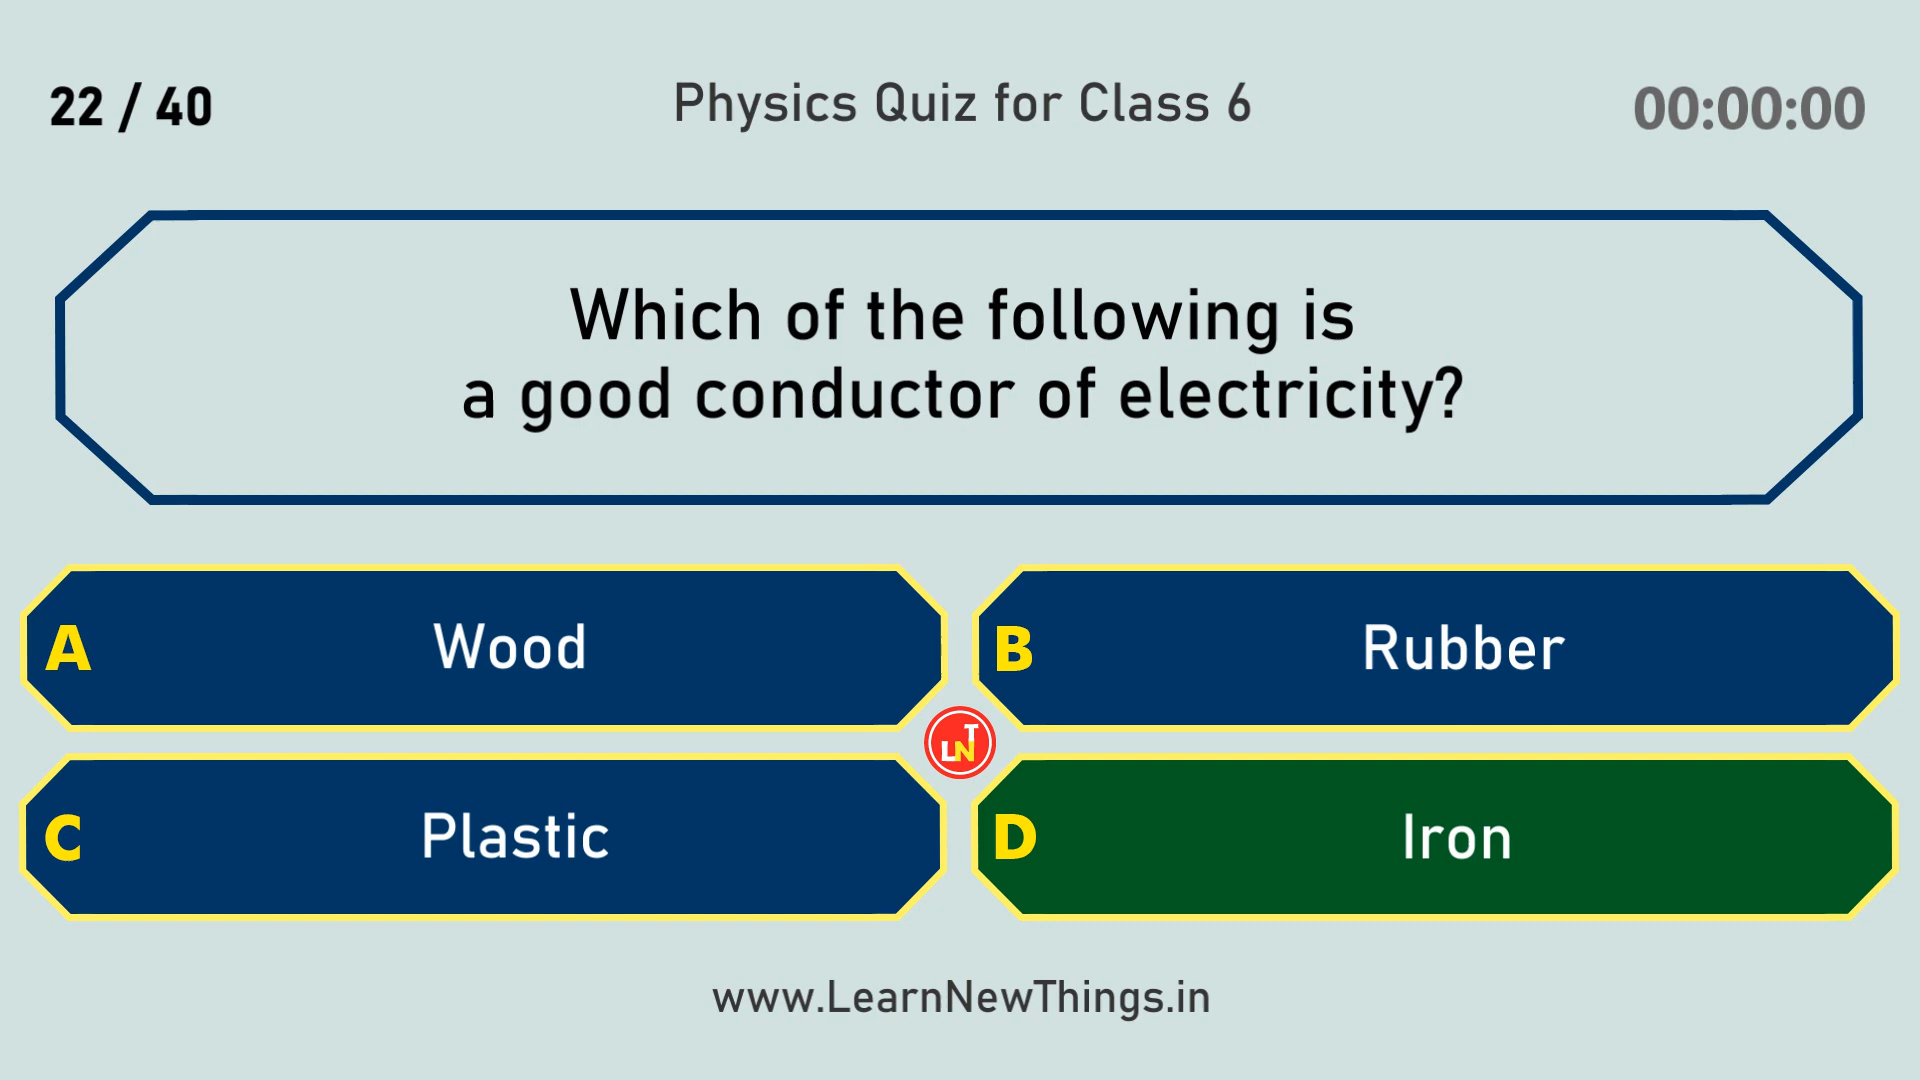 22 / 40
Physics Quiz for Class 6
00:00:00
Which of the following is
a good conductor of electricity?
A Wood
B Rubber
LNT
C Plastic
D Iron
www.LearnNewThings.in